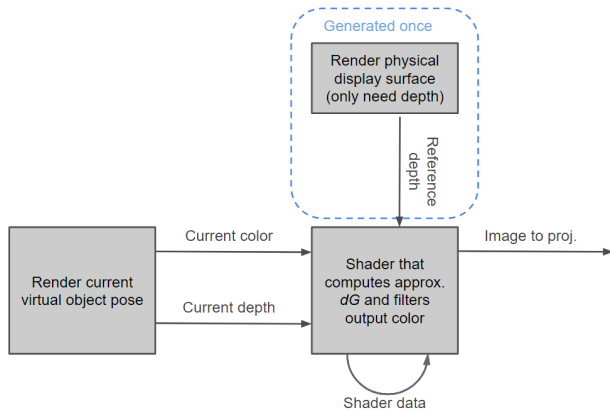 Generated once
Render physical
display surface
(only need depth)
Reference
depth
Current color
Image to proj.
Render current
virtual object pose
Shader that
computes approx.
dG and filters
output color
Current depth
Shader data